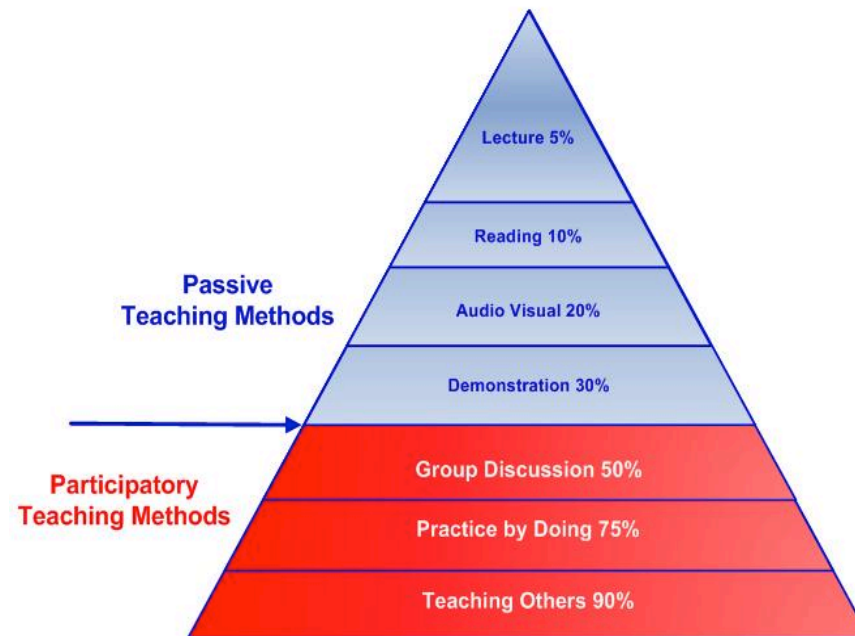 Lecture 5%
Reading 10%
Passive
Teaching Methods
Audio Visual 20%
Demonstration 30%
Group Discussion 50%
Participatory
Teaching Methods
Practice by Doing 75%
Teaching Others 90%